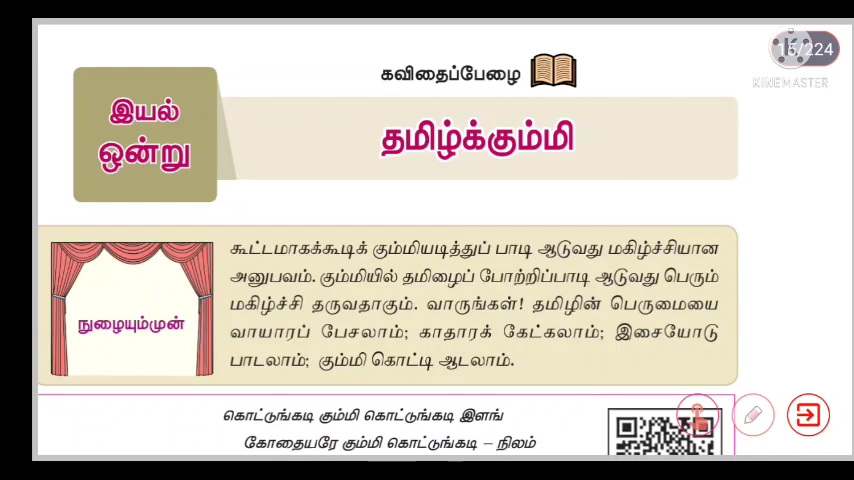 15/224
KINEMASTER
கவிதைப்பேழை
இயல்
ஒன்று
தமிழ்க்கும்மி
கூட்டமாகக்கூடிக் கும்மியடித்துப் பாடி ஆடுவது மகிழ்ச்சியான
அனுபவம். கும்மியில் தமிழைப் போற்றிப்பாடி ஆடுவது பெரும்
மகிழ்ச்சி தருவதாகும். வாருங்கள்! தமிழின் பெருமையை
வாயாரப் பேசலாம்; காதாரக் கேட்கலாம்; இசையோடு
பாடலாம்; கும்மி கொட்டி ஆடலாம்.
நுழையும்முன்
கொட்டுங்கடி கும்மி கொட்டுங்கடி இளங்
கோதையரே கும்மி கொட்டுங்கடி – நிலம்